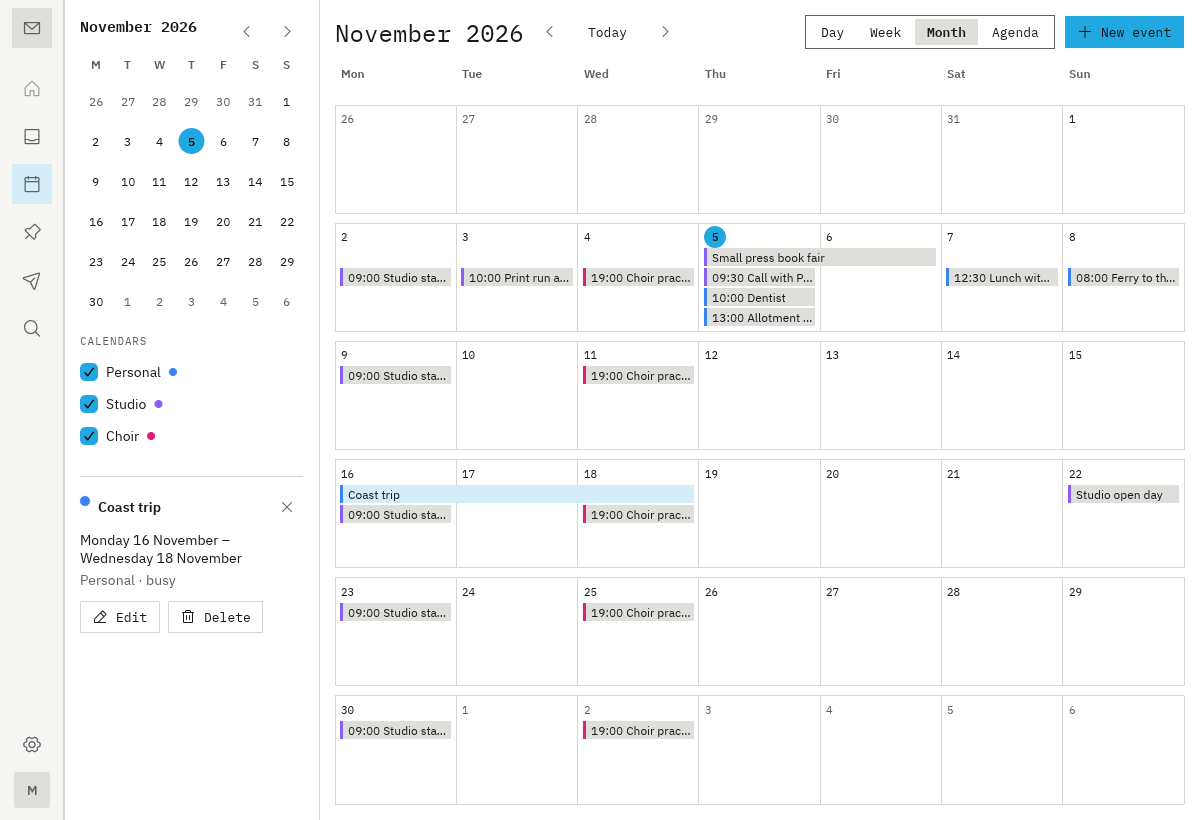 November 2026
M T W T F S S
26 27 28 29 30 31 1
2 3 4 5 6 7 8
9 10 11 12 13 14 15
16 17 18 19 20 21 22
23 24 25 26 27 28 29
30 1 2 3 4 5 6
CALENDARS
Personal
Studio
Choir
Coast trip
Monday 16 November –
Wednesday 18 November
Personal · busy
Edit Delete
M
November 2026 Today Day Week Month Agenda New event
Mon Tue Wed Thu Fri Sat Sun
26 27 28 29 30 31 1
2 3 4 5 6 7 8
Small press book fair
09:00 Studio sta... 10:00 Print run a... 19:00 Choir prac... 09:30 Call with P... 12:30 Lunch wit... 08:00 Ferry to th...
10:00 Dentist
13:00 Allotment ...
9 10 11 12 13 14 15
09:00 Studio sta... 19:00 Choir prac...
16 17 18 19 20 21 22
Coast trip Studio open day
09:00 Studio sta... 19:00 Choir prac...
23 24 25 26 27 28 29
09:00 Studio sta... 19:00 Choir prac...
30 1 2 3 4 5 6
09:00 Studio sta... 19:00 Choir prac...